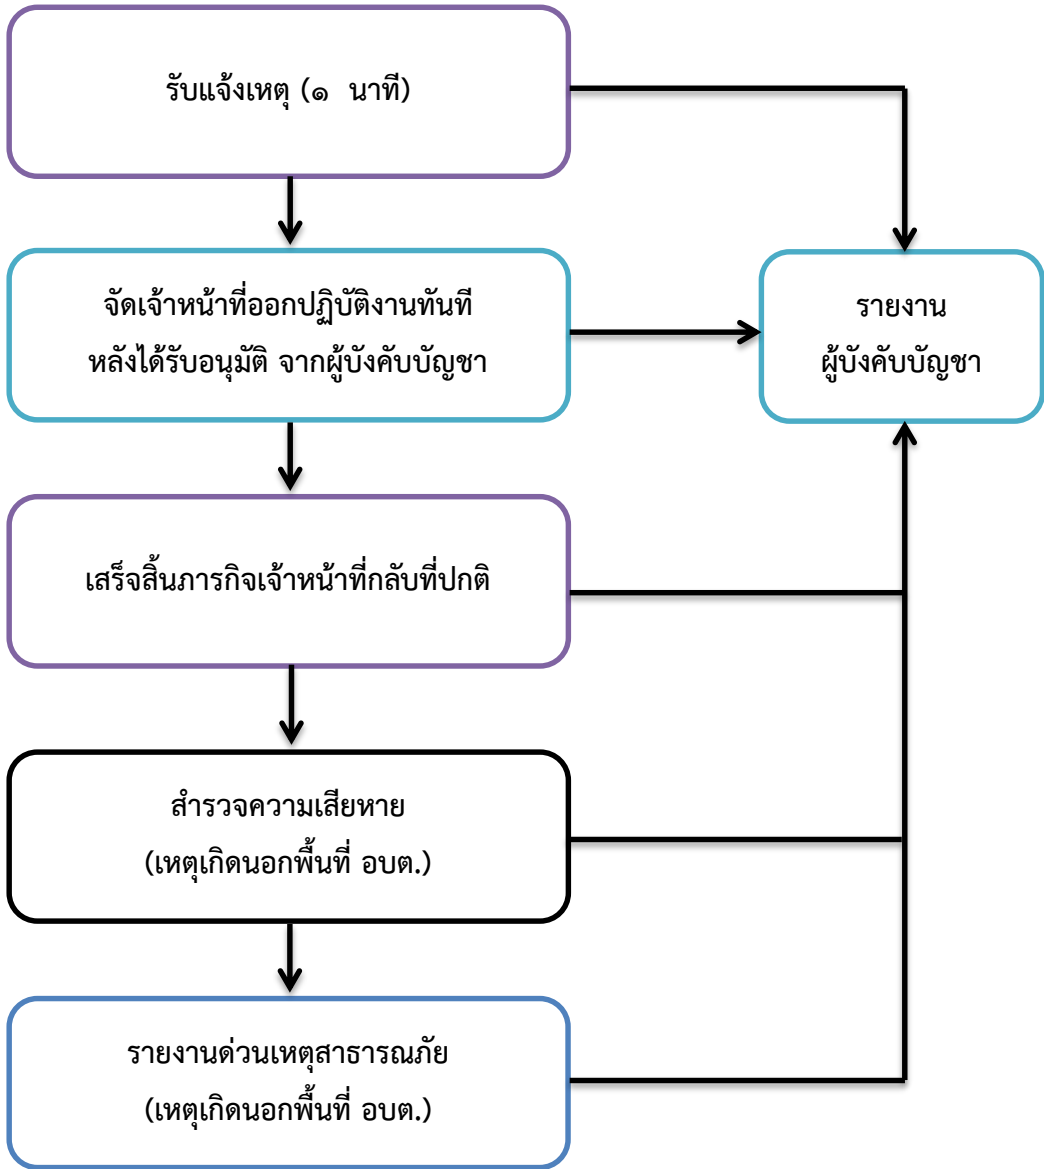 รับแจ้งเหตุ (๑ นาที)
จัดเจ้าหน้าที่ออกปฏิบัติงานทันที
หลังได้รับอนุมัติ จากผู้บังคับบัญชา
รายงาน
ผู้บังคับบัญชา
เสร็จสิ้นภารกิจเจ้าหน้าที่กลับที่ปกติ
สำรวจความเสียหาย
(เหตุเกิดนอกพื้นที่ อบต.)
รายงานด่วนเหตุสาธารณภัย
(เหตุเกิดนอกพื้นที่ อบต.)